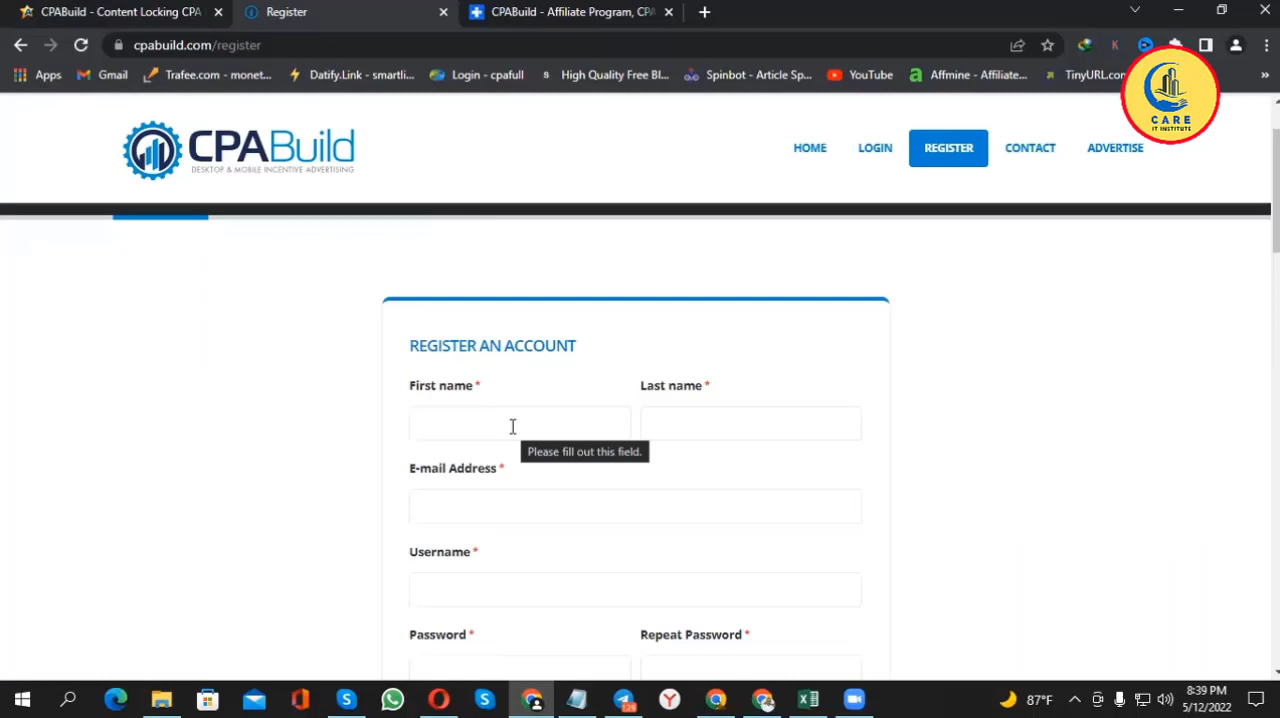 CPABuild - Content Locking CPA
Register
CPABuild - Affiliate Program, CPA
cpabuild.com/register
Apps
Gmail
Trafee.com - monet...
Datify.Link - smartli...
Login - cpafull
High Quality Free Bl...
Spinbot - Article Sp...
YouTube
Affmine - Affiliate...
TinyURL.com
CARE
IT INSTITUTE
CPABuild
DESKTOP & MOBILE INCENTIVE ADVERTISING
HOME
LOGIN
REGISTER
CONTACT
ADVERTISE
REGISTER AN ACCOUNT
First name *
Last name *
Please fill out this field.
E-mail Address *
Username *
Password *
Repeat Password *
87°F
8:39 PM
5/12/2022